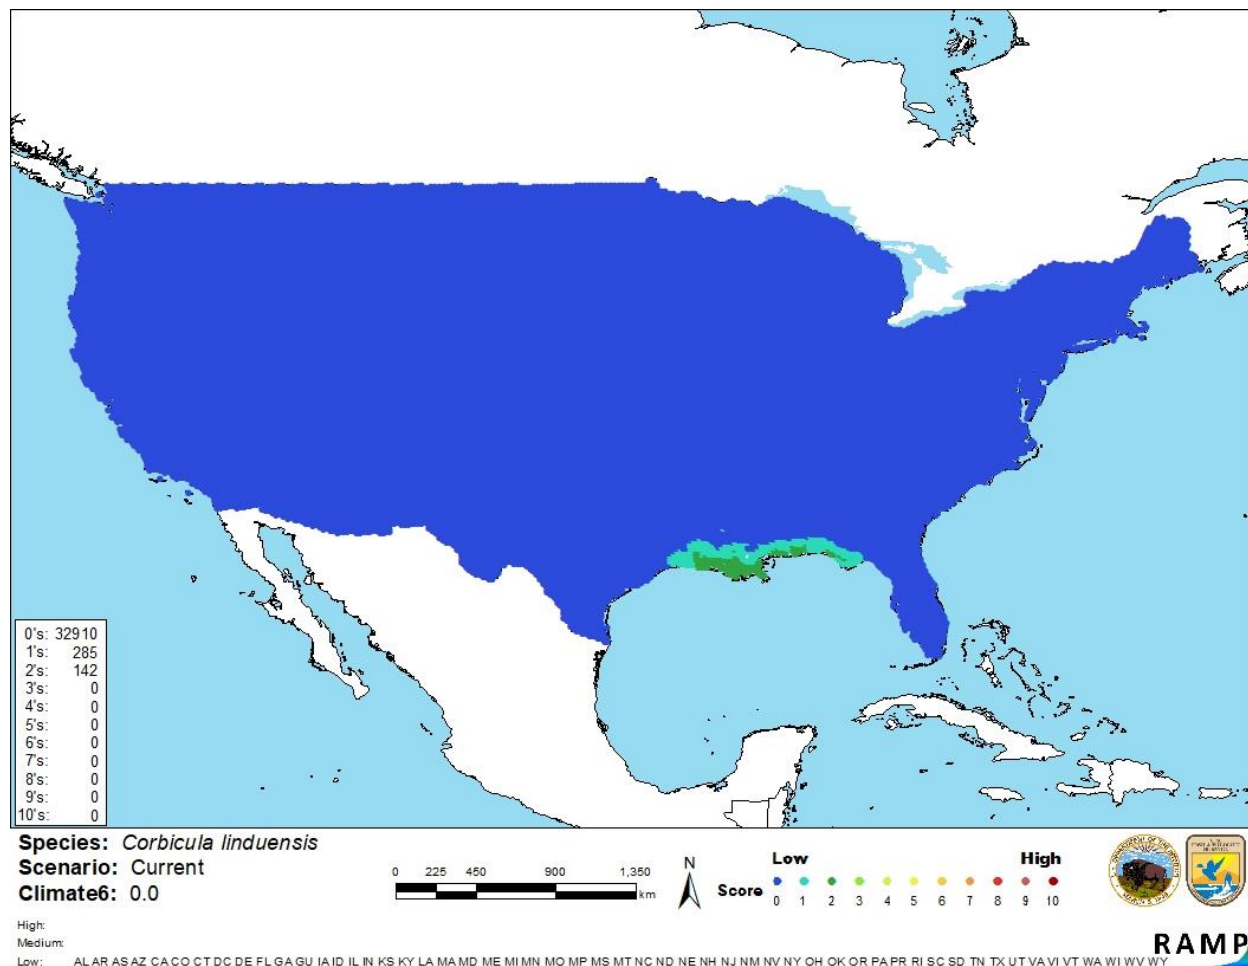 0's: 32910
1's: 285
2's: 142
3's: 0
4's: 0
5's: 0
6's: 0
7's: 0
8's: 0
9's: 0
10's: 0
Species: Corbicula linduensis
Scenario: Current
Climate6: 0.0
0 225 450 900 1,350
km
N
Low High
Score
0 1 2 3 4 5 6 7 8 9 10
High:
Medium:
Low: AL AR AS AZ CA CO CT DC DE FL GA GU IA ID IL IN KS KY LA MA MD ME MI MN MO MP MS MT NC ND NE NH NJ NM NV NY OH OK OR PA PR RI SC SD TN TX UT VA VI VT WA WI WV WY
RAMP